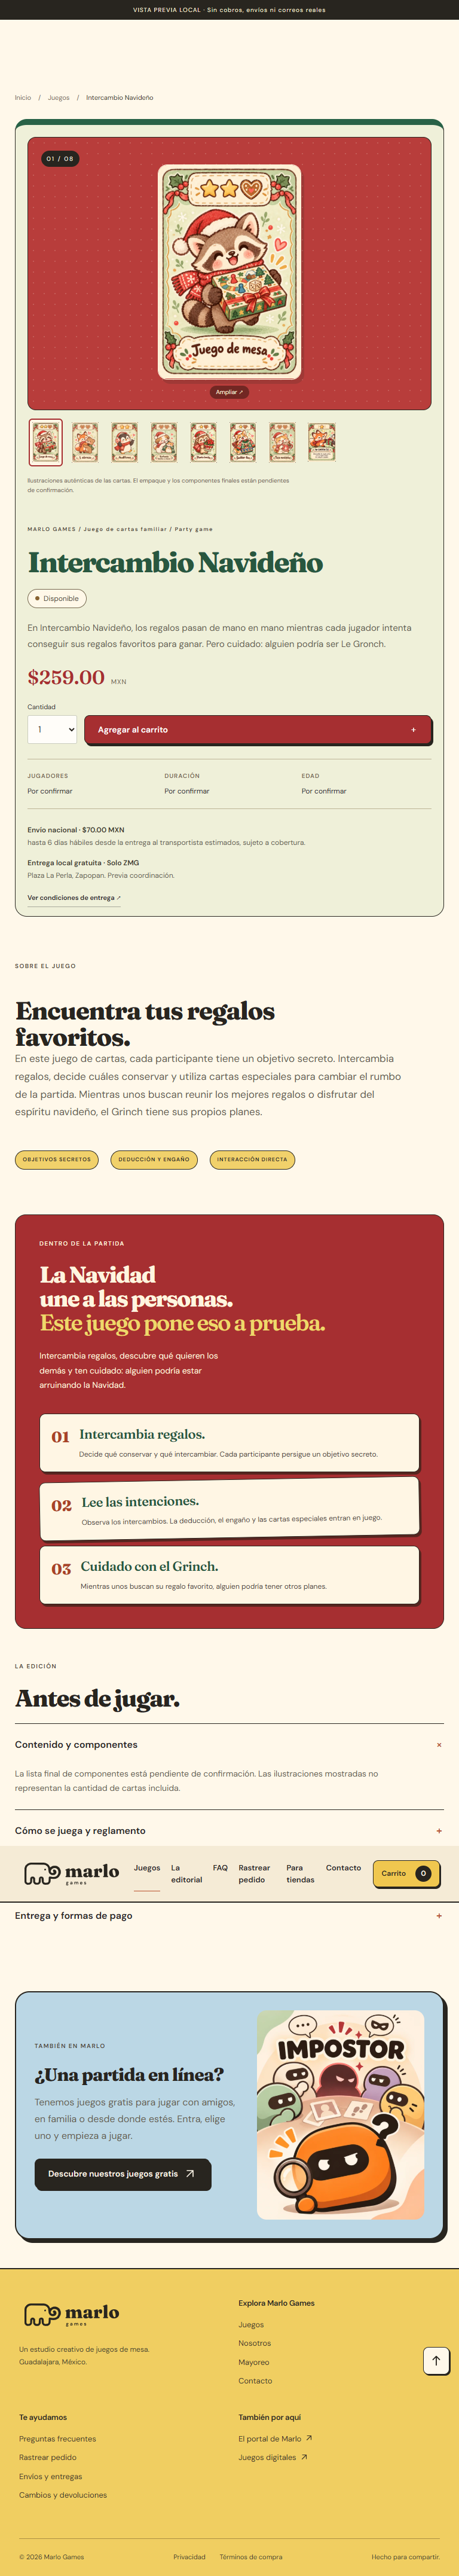 VISTA PREVIA LOCAL · Sin cobros, envíos ni correos reales
Inicio / Juegos / Intercambio Navideño
01 / 08
Juego de mesa
Ampliar ↗
Ilustraciones auténticas de las cartas. El empaque y los componentes finales están pendientes
de confirmación.
MARLO GAMES / Juego de cartas familiar / Party game
Intercambio Navideño
Disponible
En Intercambio Navideño, los regalos pasan de mano en mano mientras cada jugador intenta
conseguir sus regalos favoritos para ganar. Pero cuidado: alguien podría ser Le Gronch.
$259.00 MXN
Cantidad
1
Agregar al carrito +
JUGADORES DURACIÓN EDAD
Por confirmar Por confirmar Por confirmar
Envío nacional · $70.00 MXN
hasta 6 días hábiles desde la entrega al transportista estimados, sujeto a cobertura.
Entrega local gratuita · Solo ZMG
Plaza La Perla, Zapopan. Previa coordinación.
Ver condiciones de entrega ↗
SOBRE EL JUEGO
Encuentra tus regalos
favoritos.
En este juego de cartas, cada participante tiene un objetivo secreto. Intercambia
regalos, decide cuáles conservar y utiliza cartas especiales para cambiar el rumbo
de la partida. Mientras unos buscan reunir los mejores regalos o disfrutar del
espíritu navideño, el Grinch tiene sus propios planes.
OBJETIVOS SECRETOS DEDUCCIÓN Y ENGAÑO INTERACCIÓN DIRECTA
DENTRO DE LA PARTIDA
La Navidad
une a las personas.
Este juego pone eso a prueba.
Intercambia regalos, descubre qué quieren los
demás y ten cuidado: alguien podría estar
arruinando la Navidad.
01 Intercambia regalos.
Decide qué conservar y qué intercambiar. Cada participante persigue un objetivo secreto.
02 Lee las intenciones.
Observa los intercambios. La deducción, el engaño y las cartas especiales entran en juego.
03 Cuidado con el Grinch.
Mientras unos buscan su regalo favorito, alguien podría tener otros planes.
LA EDICIÓN
Antes de jugar.
Contenido y componentes ×
La lista final de componentes está pendiente de confirmación. Las ilustraciones mostradas no
representan la cantidad de cartas incluida.
Cómo se juega y reglamento +
marlo
games
Juegos La editorial FAQ Rastrear pedido Para tiendas Contacto
Carrito 0
Entrega y formas de pago +
TAMBIÉN EN MARLO
¿Una partida en línea?
Tenemos juegos gratis para jugar con amigos,
en familia o desde donde estés. Entra, elige
uno y empieza a jugar.
Descubre nuestros juegos gratis ↗
IMPOSTOR
?
marlo
games
Un estudio creativo de juegos de mesa.
Guadalajara, México.
Explora Marlo Games
Juegos
Nosotros
Mayoreo
Contacto
↑
Te ayudamos
Preguntas frecuentes
Rastrear pedido
Envíos y entregas
Cambios y devoluciones
También por aquí
El portal de Marlo ↗
Juegos digitales ↗
© 2026 Marlo Games Privacidad Términos de compra Hecho para compartir.